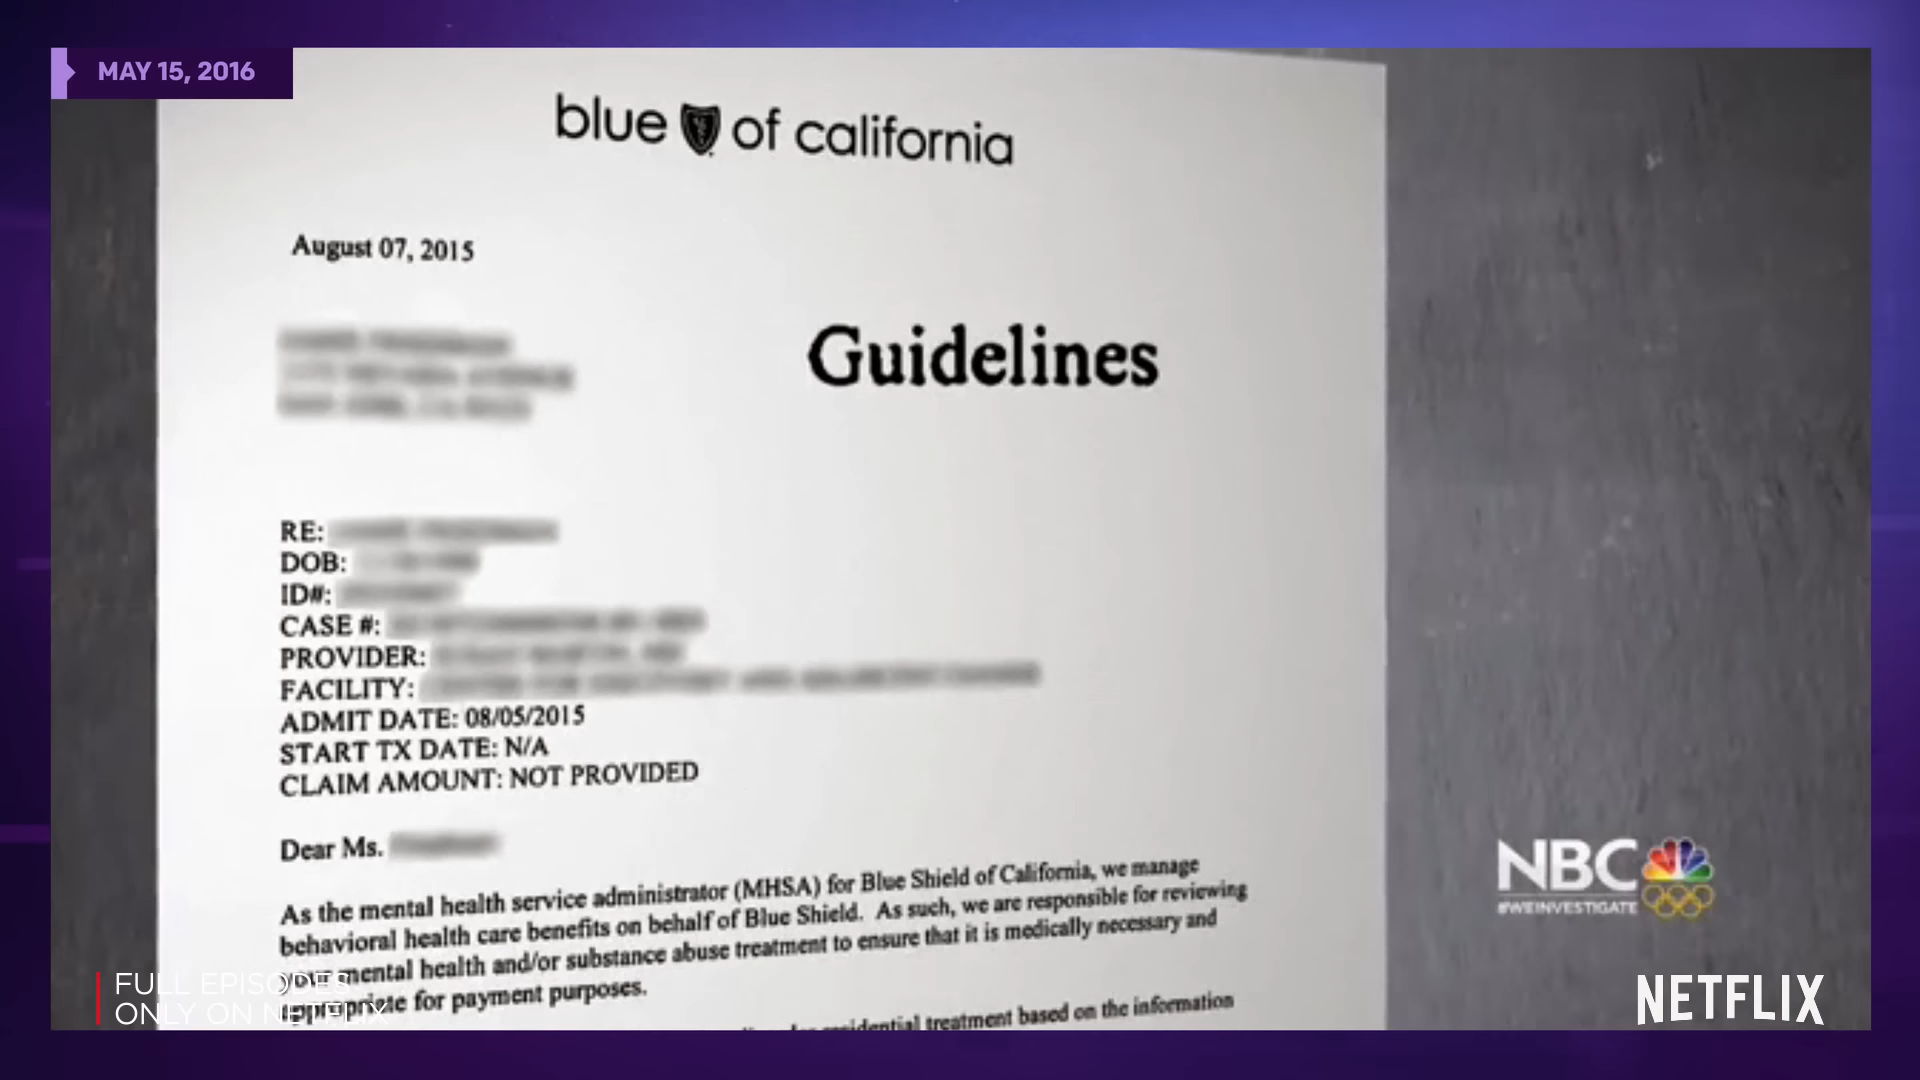 MAY 15, 2016
blue of california
August 07, 2015
Guidelines
RE:
DOB:
ID#:
CASE #:
PROVIDER:
FACILITY:
ADMIT DATE: 08/05/2015
START TX DATE: N/A
CLAIM AMOUNT: NOT PROVIDED
Dear Ms.
As the mental health service administrator (MHSA) for Blue Shield of California, we manage
behavioral health care benefits on behalf of Blue Shield. As such, we are responsible for reviewing
your mental health and/or substance abuse treatment to ensure that it is medically necessary and
appropriate for payment purposes.
residential treatment based on the information
NBC
#WEINVESTIGATE
FULL EPISODES
ONLY ON NETFLIX
NETFLIX